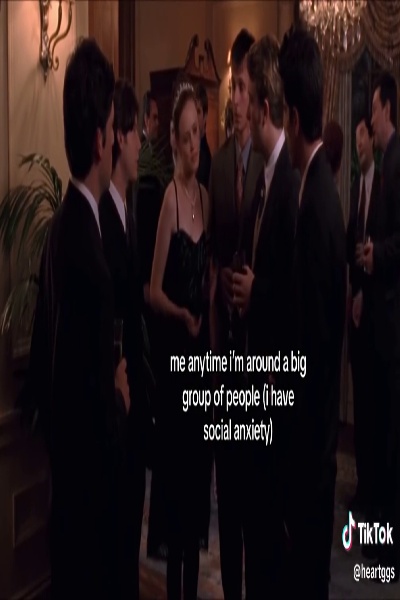 me anytime i'm around a big
group of people (i have
social anxiety)
TikTok
@heartggs